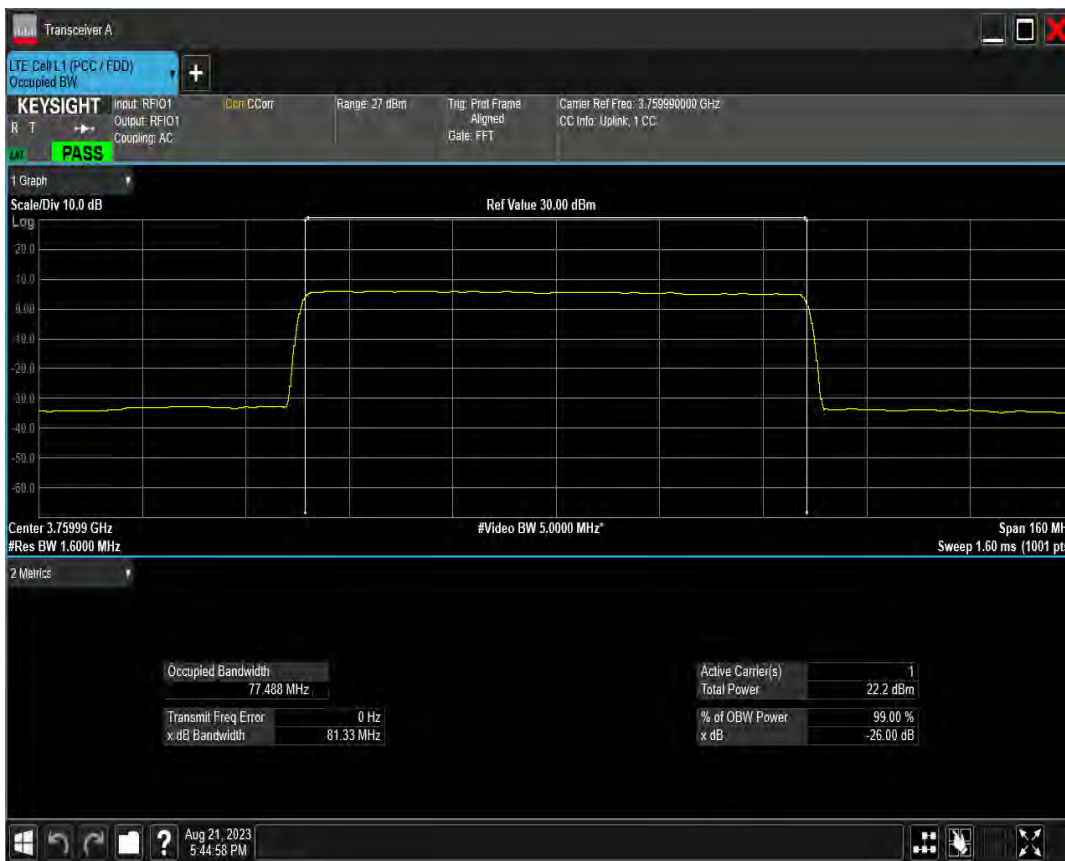 Transceiver A
LTE Cell L1 (PCC / FDD)
Occupied BW
+
KEYSIGHT
R T
PASS
Input: RFIO1
Output: RFIO1
Coupling: AC
Corr CCorr
Range: 27 dBm
Trig: Prot Frame
Aligned
Gate: FFT
Carrier Ref Freq: 3.759990000 GHz
CC Info: Uplink, 1 CC
1 Graph
Scale/Div 10.0 dB
Ref Value 30.00 dBm
Log
20.0
10.0
0.00
-10.0
-20.0
-30.0
-40.0
-50.0
-60.0
Center 3.75999 GHz
#Video BW 5.0000 MHz*
Span 160 MH
#Res BW 1.6000 MHz
Sweep 1.60 ms (1001 pts
2 Metrics
Occupied Bandwidth
77.488 MHz
Active Carrier(s) 1
Total Power 22.2 dBm
Transmit Freq Error 0 Hz
% of OBW Power 99.00 %
x dB Bandwidth 81.33 MHz
x dB -26.00 dB
?
Aug 21, 2023
5:44:58 PM